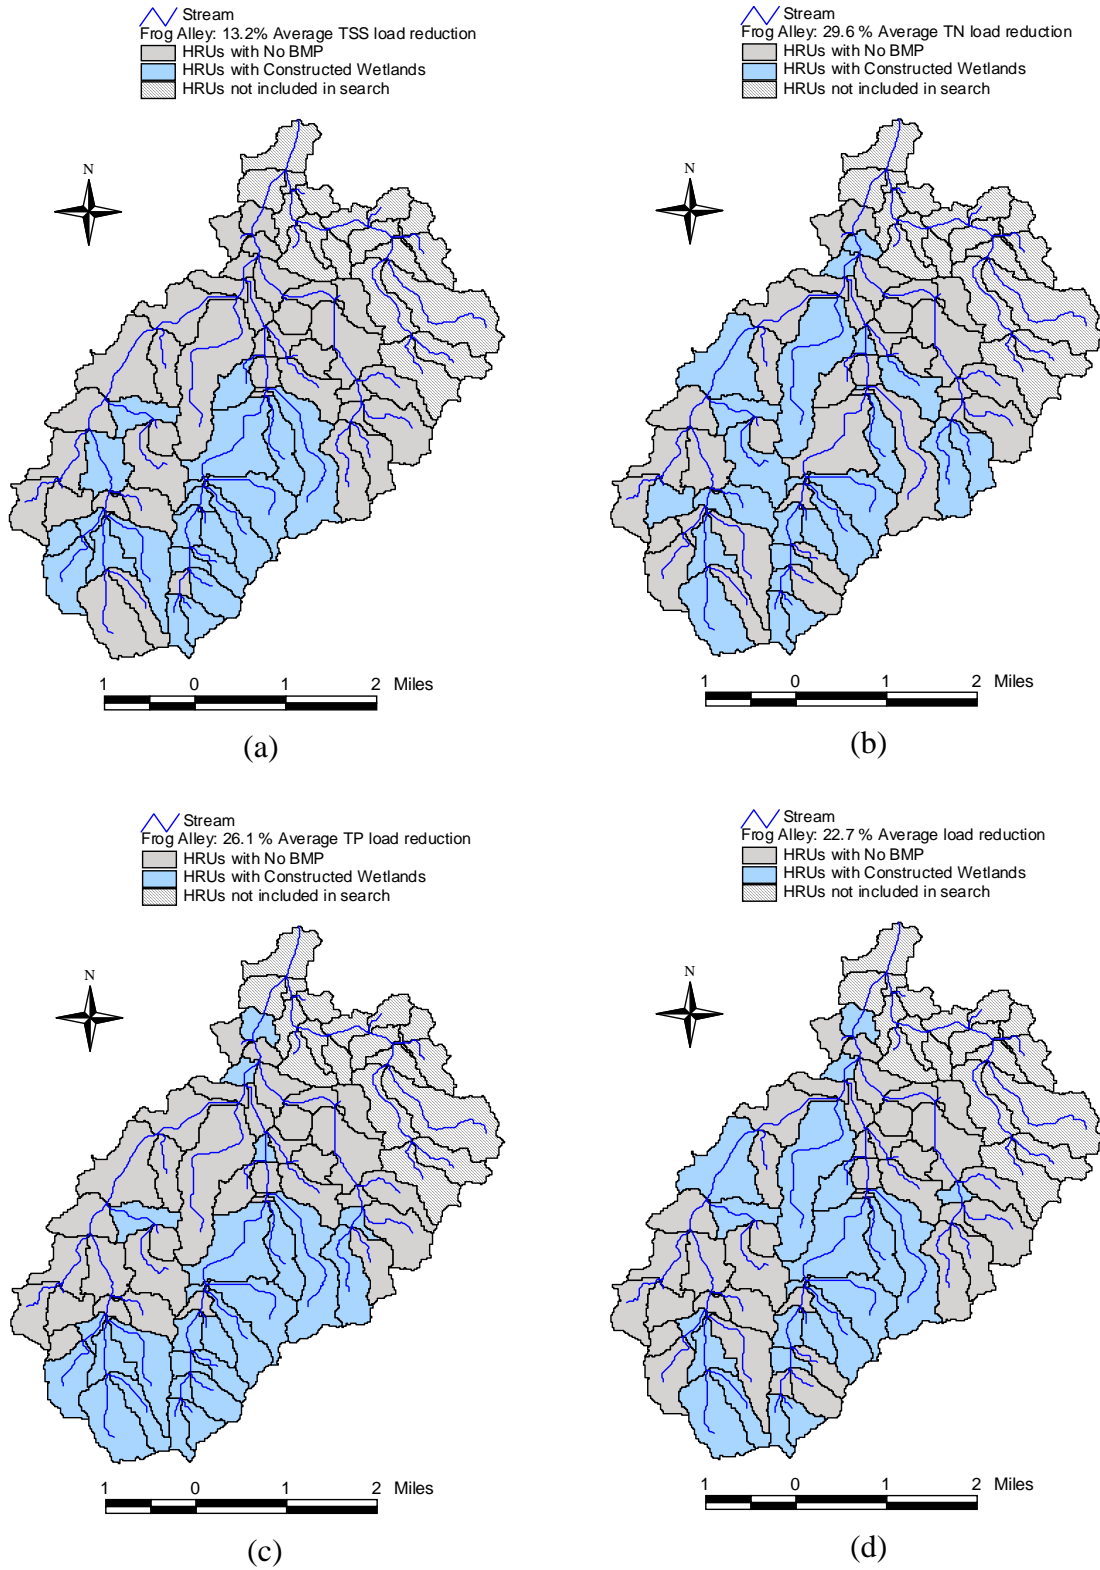 Stream
Frog Alley: 13.2% Average TSS load reduction
HRUs with No BMP
HRUs with Constructed Wetlands
HRUs not included in search
N
1 0 1 2 Miles
(a)
Stream
Frog Alley: 29.6 % Average TN load reduction
HRUs with No BMP
HRUs with Constructed Wetlands
HRUs not included in search
N
1 0 1 2 Miles
(b)
Stream
Frog Alley: 26.1 % Average TP load reduction
HRUs with No BMP
HRUs with Constructed Wetlands
HRUs not included in search
N
1 0 1 2 Miles
(c)
Stream
Frog Alley: 22.7 % Average load reduction
HRUs with No BMP
HRUs with Constructed Wetlands
HRUs not included in search
N
1 0 1 2 Miles
(d)